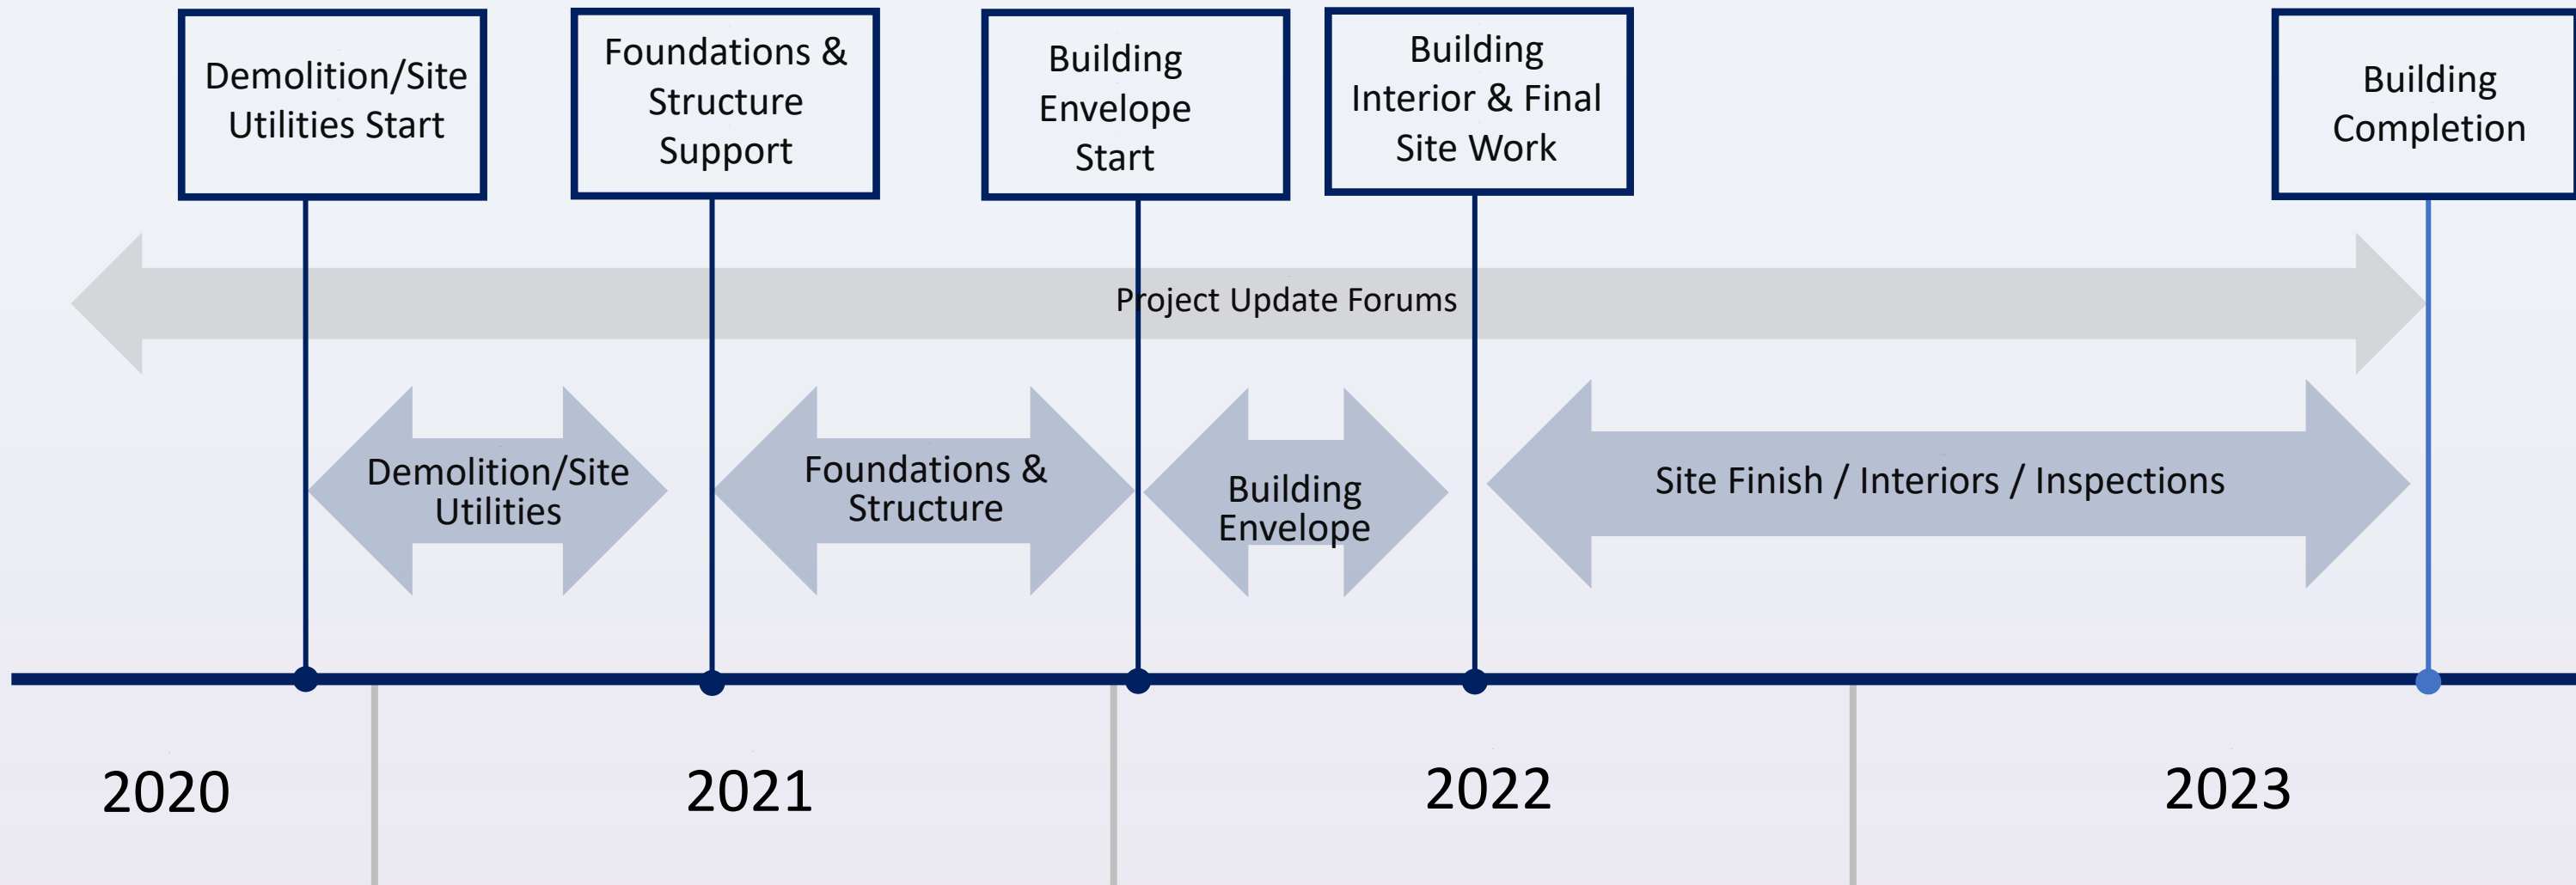 Demolition/Site
Utilities Start
Foundations &
Structure
Support
Building
Envelope
Start
Building
Interior & Final
Site Work
Building
Completion
Project Update Forums
Demolition/Site
Utilities
Foundations &
Structure
Building
Envelope
Site Finish / Interiors / Inspections
2020
2021
2022
2023